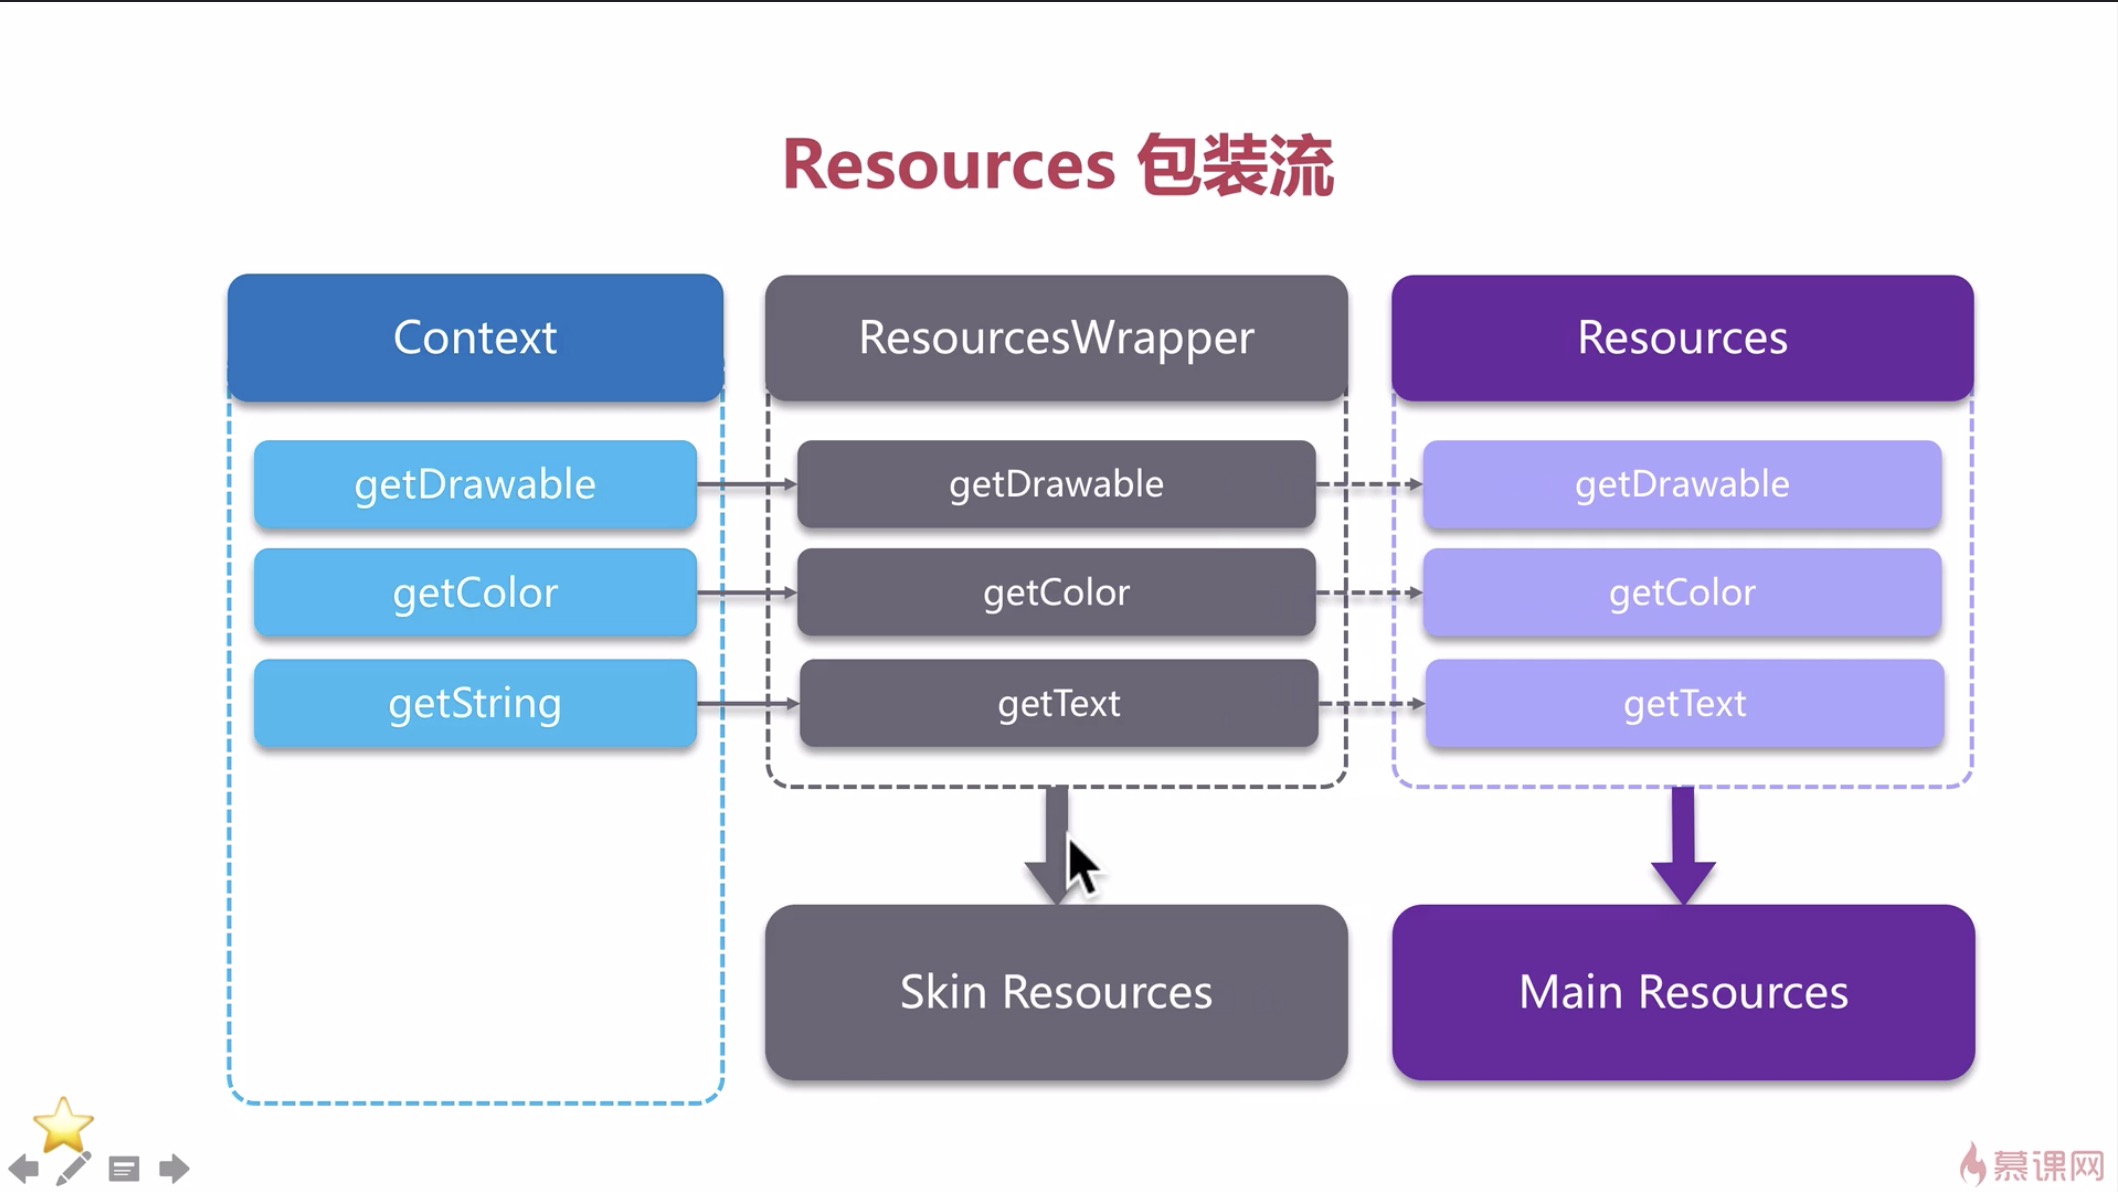 Resources 包装流
Context
ResourcesWrapper
Resources
getDrawable
getDrawable
getDrawable
getColor
getColor
getColor
getString
getText
getText
Skin Resources
Main Resources
慕课网